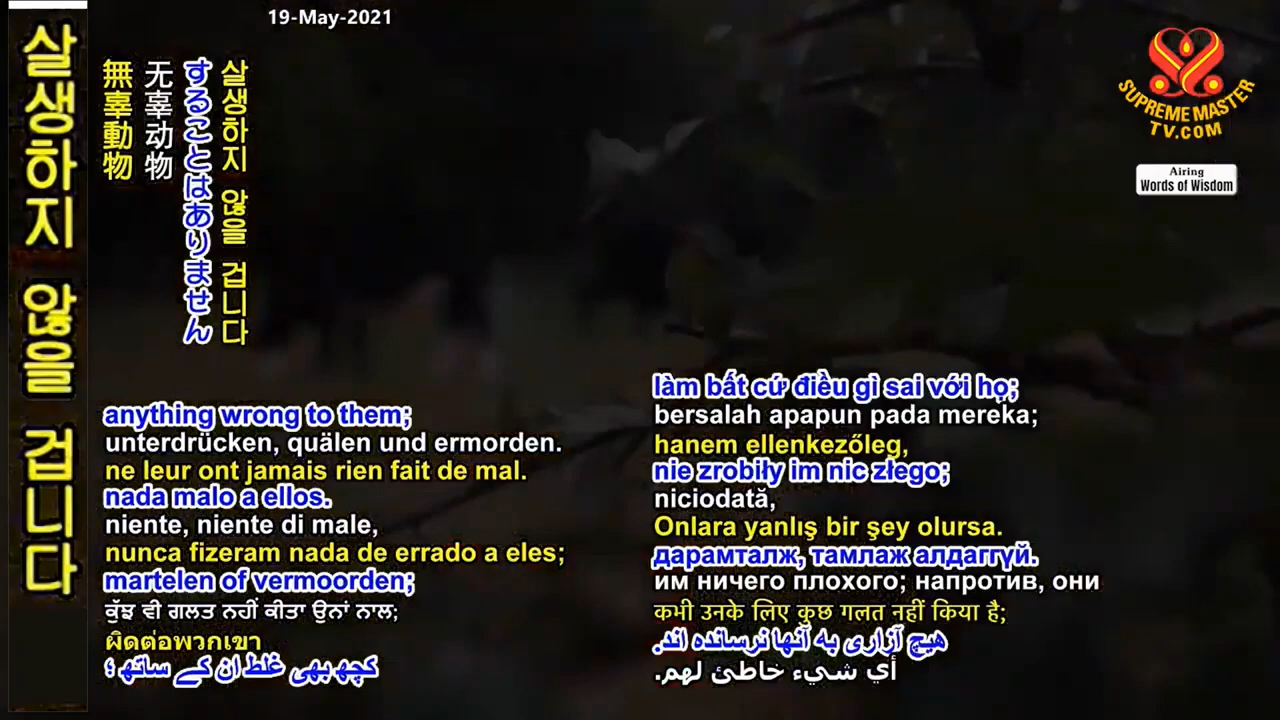 19-May-2021
살생하지 않을 겁니다
無辜動物
无辜动物
することはありません
살생하지 않을 겁니다
SUPREME MASTER
TV.COM
Airing
Words of Wisdom
anything wrong to them;
unterdrücken, quälen und ermorden.
ne leur ont jamais rien fait de mal.
nada malo a ellos.
niente, niente di male,
nunca fizeram nada de errado a eles;
martelen of vermoorden;
ਕੁੱਝ ਵੀ ਗਲਤ ਨਹੀਂ ਕੀਤਾ ਉਨਾਂ ਨਾਲ;
ผิดต่อพวกเขา
کچھ بھی غلط ان کے ساتھ؛
làm bất cứ điều gì sai với họ;
bersalah apapun pada mereka;
hanem ellenkezőleg,
nie zrobiły im nic złego;
niciodată,
Onlara yanlış bir şey olursa.
дарамталж, тамлаж алдаггүй.
им ничего плохого; напротив, они
कभी उनके लिए कुछ गलत नहीं किया है;
هیچ آزاری به آنها نرسانده اند.
أي شيء خاطئ لهم.